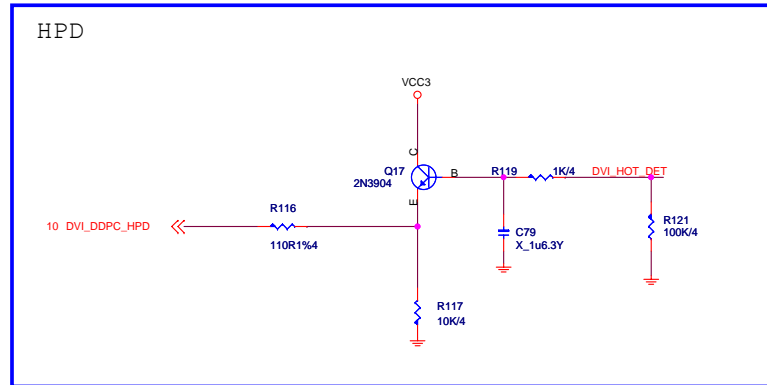 HPD
VCC3
C
Q17
2N3904
B
R119
1K/4
DVI_HOT_DET
E
R116
10 DVI_DDPC_HPD
110R1%4
C79
X_1u6.3Y
R121
100K/4
R117
10K/4